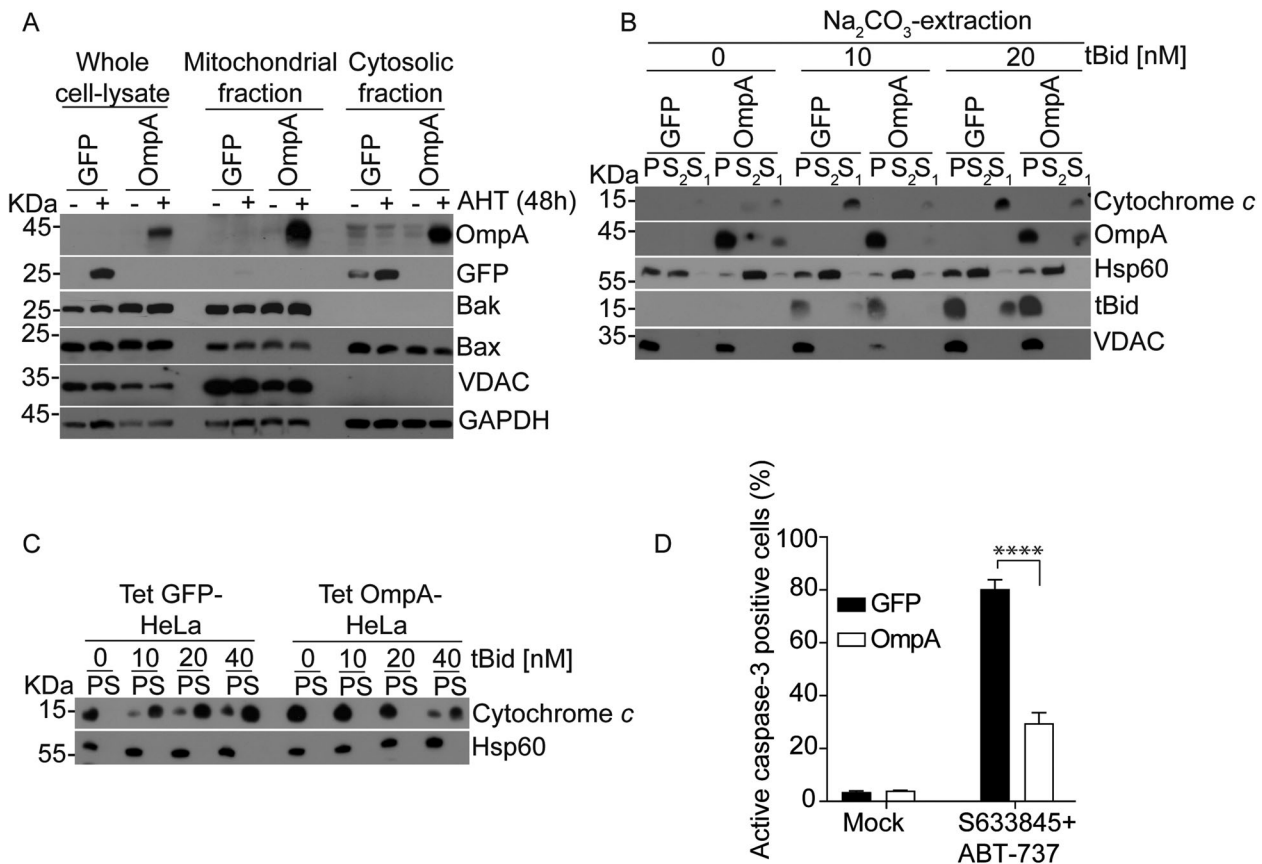 A
Whole cell-lysate
Mitochondrial fraction
Cytosolic fraction
GFP OmpA GFP OmpA GFP OmpA
KDa - + - + - + - + - + - + AHT (48h)
45- OmpA
25- GFP
25- Bak
25- Bax
35- VDAC
45- GAPDH
B
Na2CO3-extraction
0 10 20 tBid [nM]
GFP OmpA GFP OmpA GFP OmpA
KDa P S2 S1 P S2 S1 P S2 S1 P S2 S1 P S2 S1 P S2 S1
15- Cytochrome c
45- OmpA
55- Hsp60
15- tBid
35- VDAC
C
Tet GFP-HeLa
Tet OmpA-HeLa
0 10 20 40 0 10 20 40 tBid [nM]
KDa PS PS PS PS PS PS PS PS
15- Cytochrome c
55- Hsp60
D
Active caspase-3 positive cells (%)
100
80
60
40
20
0
****
GFP
OmpA
Mock
S633845+
ABT-737